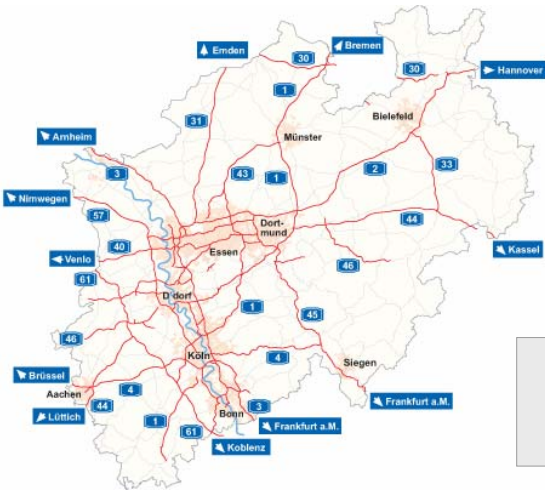 Emden
30
Bremen
1
30
Hannover
31
Bielefeld
Münster
Arnheim
3
43
1
2
33
Nimwegen
57
44
Dort-
mund
40
Essen
Kassel
Venlo
46
61
D'dorf
1
45
46
Köln
4
Siegen
Brüssel
Aachen
4
44
Frankfurt a.M.
Bonn
3
Lüttich
1
61
Frankfurt a.M.
Koblenz